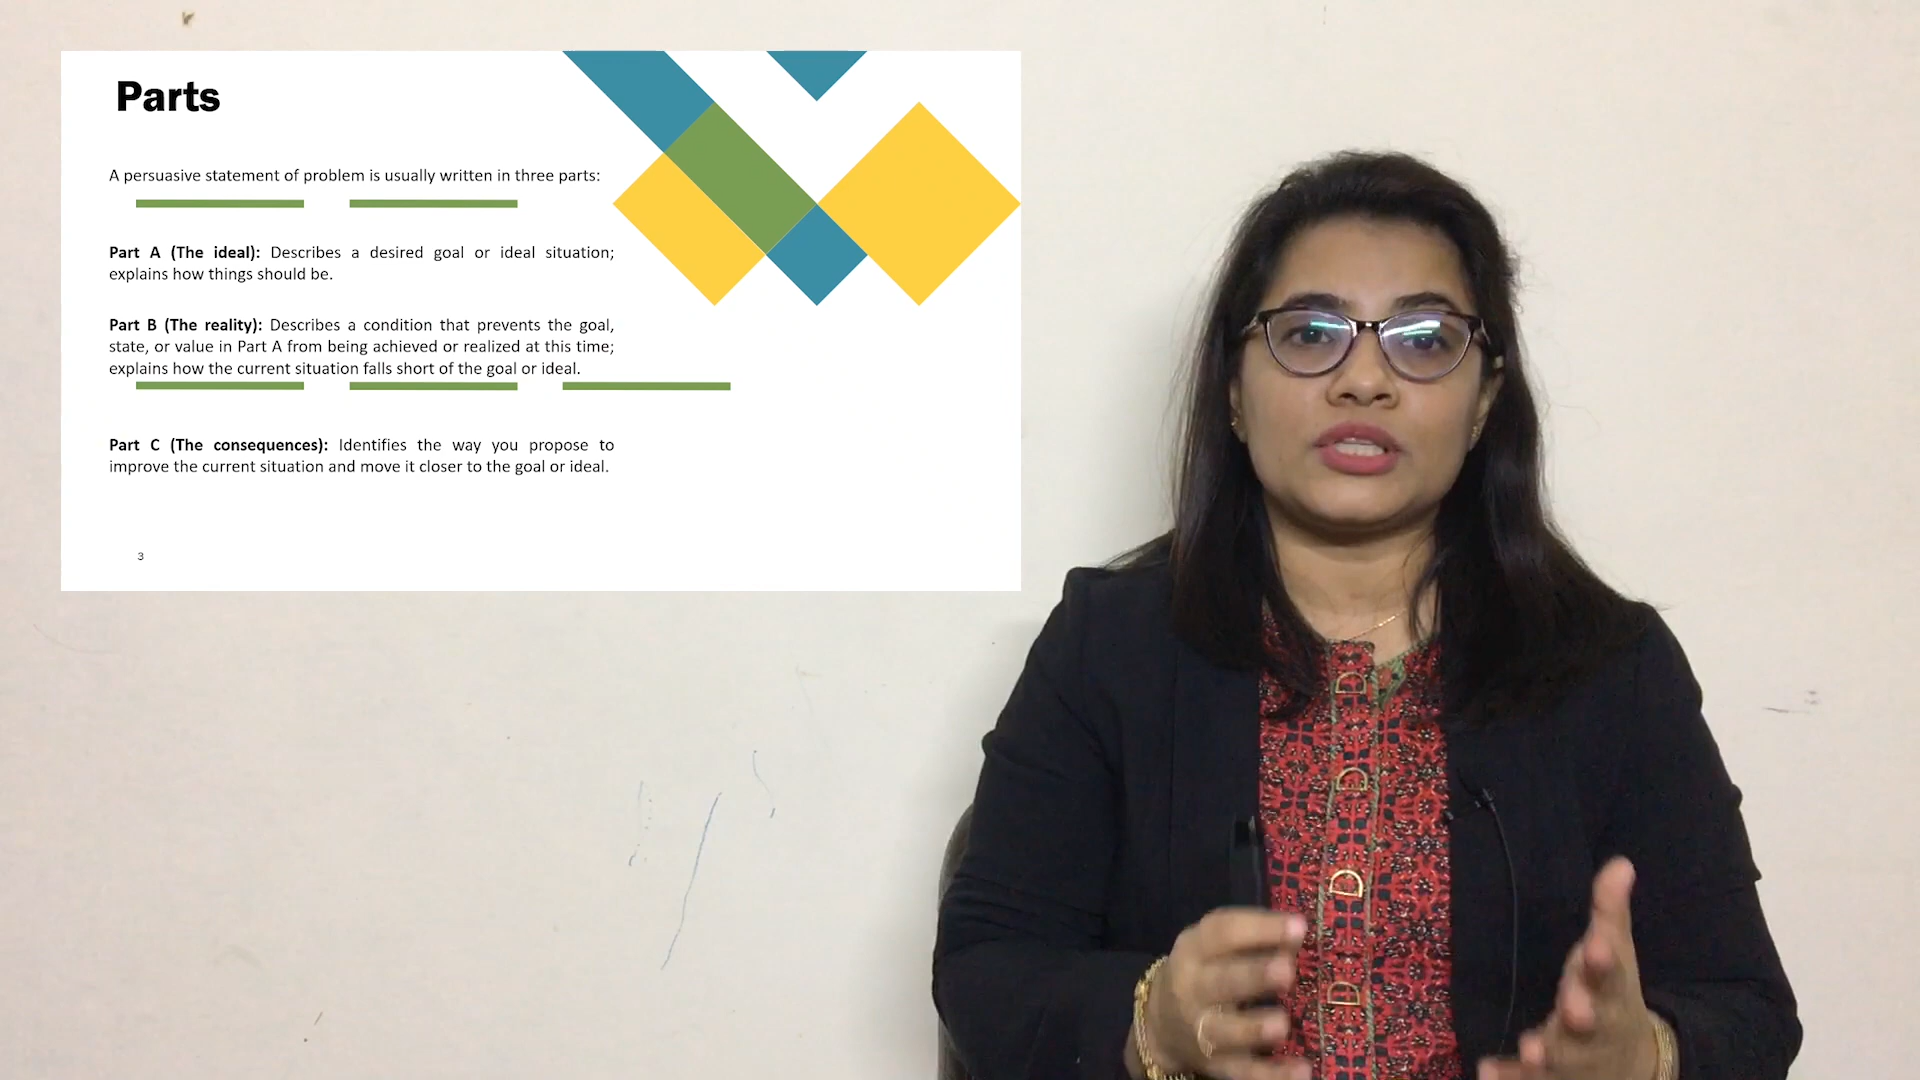 Parts
A persuasive statement of problem is usually written in three parts:
Part A (The ideal): Describes a desired goal or ideal situation;
explains how things should be.
Part B (The reality): Describes a condition that prevents the goal,
state, or value in Part A from being achieved or realized at this time;
explains how the current situation falls short of the goal or ideal.
Part C (The consequences): Identifies the way you propose to
improve the current situation and move it closer to the goal or ideal.
3